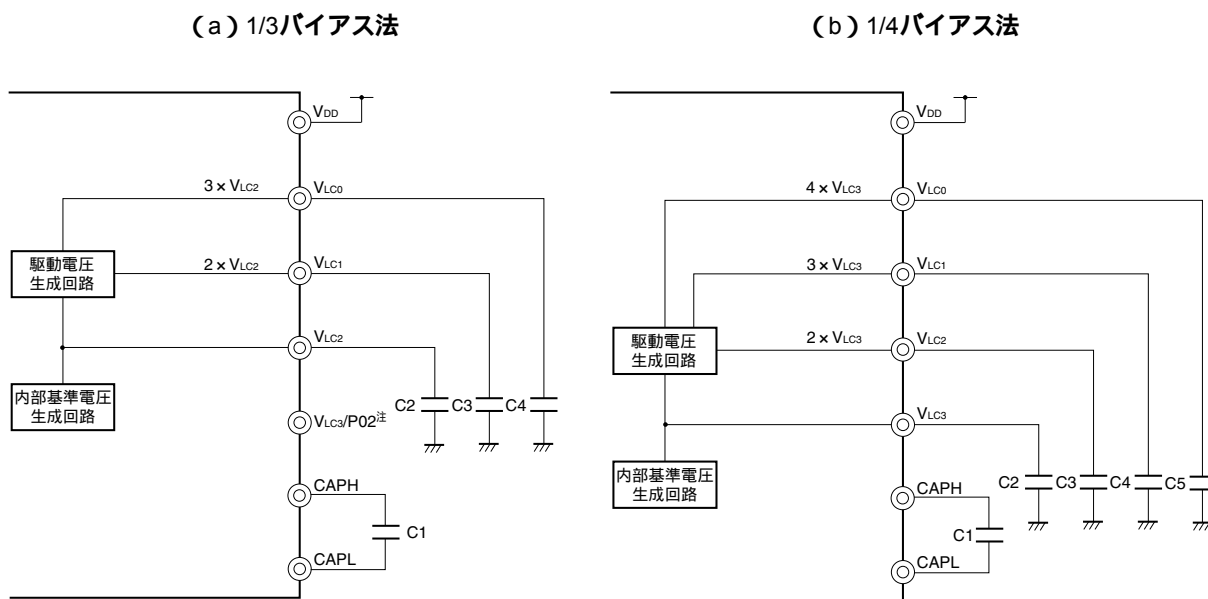 (a) 1/3バイアス法
VDD
3 × VLC2
VLC0
駆動電圧
生成回路
2 × VLC2
VLC1
VLC2
内部基準電圧
生成回路
VLC3/P02注
C2
C3
C4
CAPH
C1
CAPL
(b) 1/4バイアス法
VDD
4 × VLC3
VLC0
3 × VLC3
VLC1
駆動電圧
生成回路
2 × VLC3
VLC2
VLC3
内部基準電圧
生成回路
C2
C3
C4
C5
CAPH
C1
CAPL